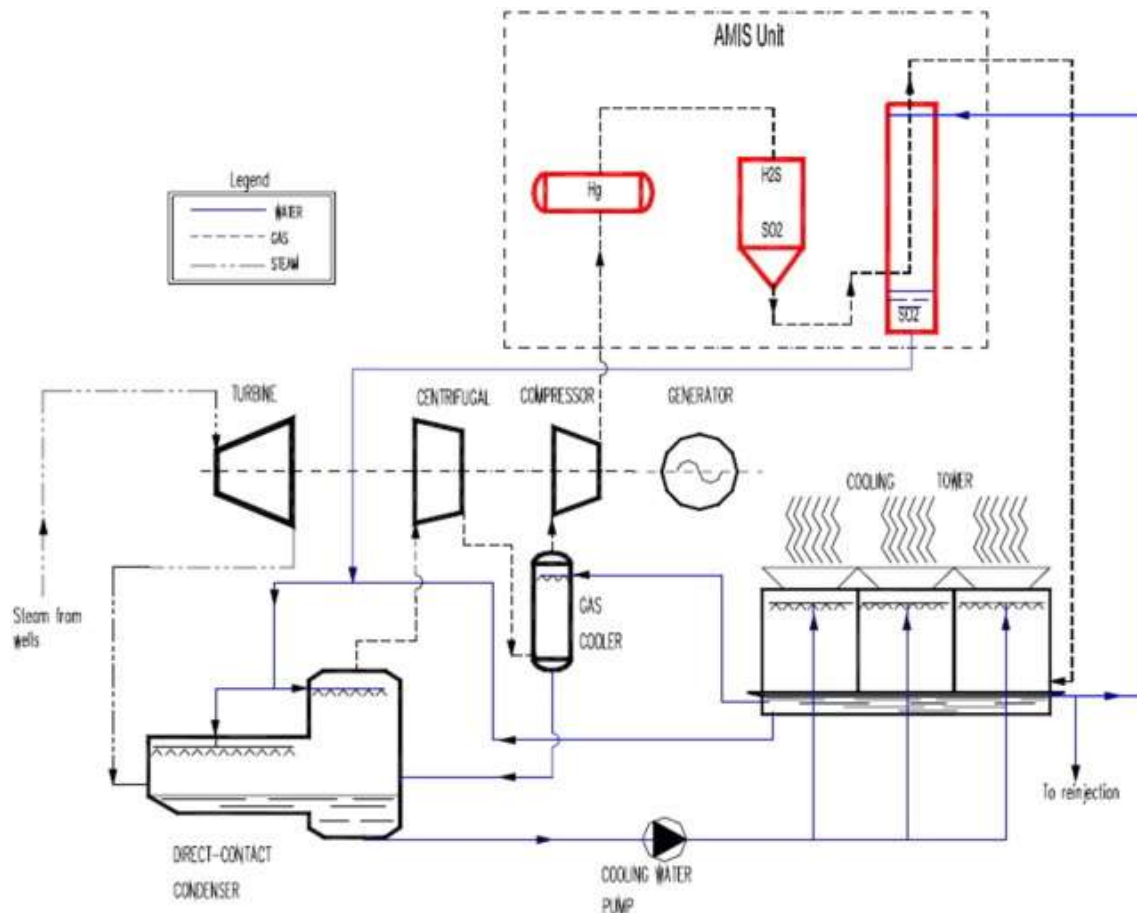 AMIS Unit
Hg
H2S
SO2
SO2
Legend
WATER
GAS
STEAM
TURBINE
CENTRIFUGAL
COMPRESSOR
GENERATOR
COOLING TOWER
Steam from
wells
GAS
COOLER
To reinjection
DIRECT-CONTACT
CONDENSER
COOLING WATER
PUMP